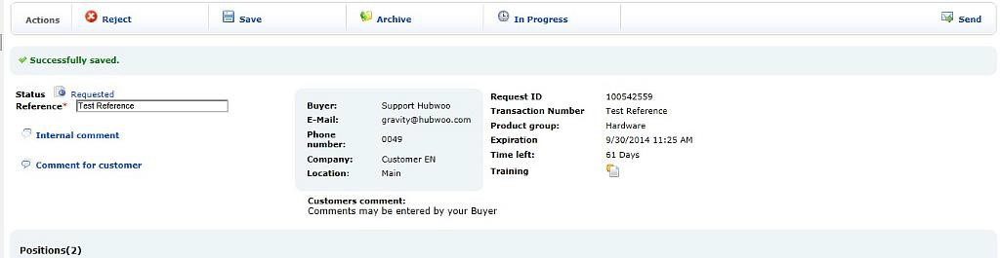 Actions Reject Save Archive In Progress Send
Successfully saved.
Status Requested
Reference* Test Reference
Internal comment
Comment for customer
Buyer: Support Hubwoo
E-Mail: gravity@hubwoo.com
Phone number: 0049
Company: Customer EN
Location: Main
Request ID 100542559
Transaction Number Test Reference
Product group: Hardware
Expiration 9/30/2014 11:25 AM
Time left: 61 Days
Training
Customers comment:
Comments may be entered by your Buyer
Positions(2)